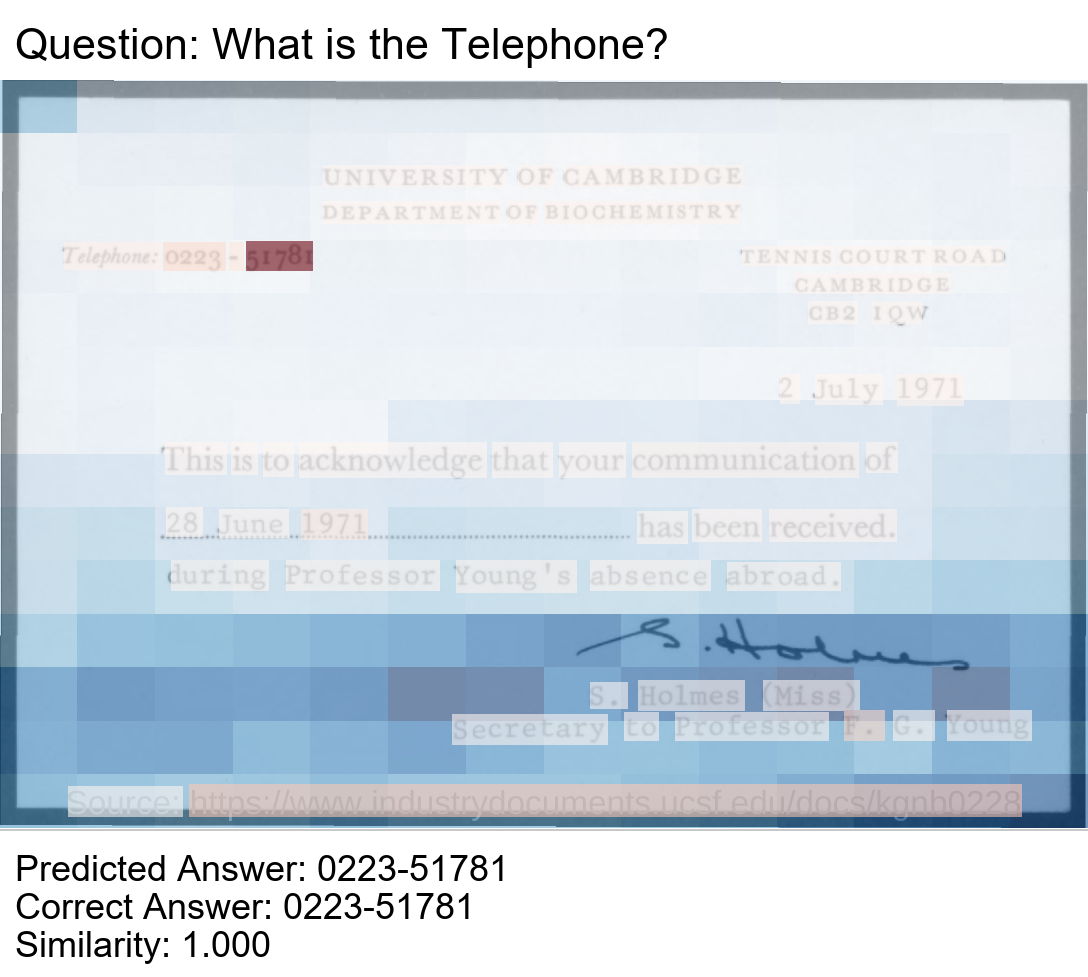 Question: What is the Telephone?
UNIVERSITY OF CAMBRIDGE
DEPARTMENT OF BIOCHEMISTRY
Telephone: 0223 - 51781
TENNIS COURT ROAD
CAMBRIDGE
CB2 1QW
2 July 1971
This is to acknowledge that your communication of
28 June 1971 has been received.
during Professor Young's absence abroad.
S. Holmes
S. Holmes (Miss)
Secretary to Professor F. G. Young
Source: https://www.industrydocuments.ucsf.edu/docs/kgnh0228
Predicted Answer: 0223-51781
Correct Answer: 0223-51781
Similarity: 1.000